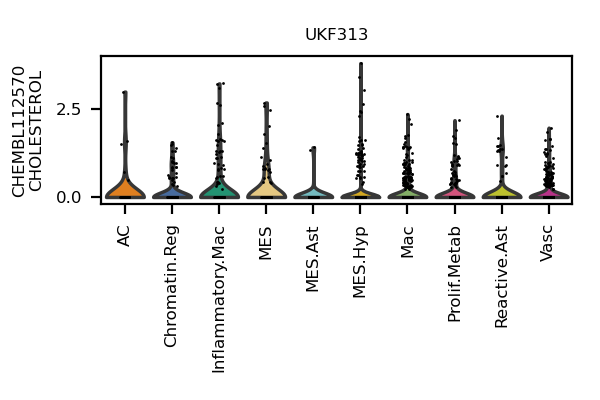 UKF313
CHEMBL112570
CHOLESTEROL
2.5
0.0
AC
Chromatin.Reg
Inflammatory.Mac
MES
MES.Ast
MES.Hyp
Mac
Prolif.Metab
Reactive.Ast
Vasc